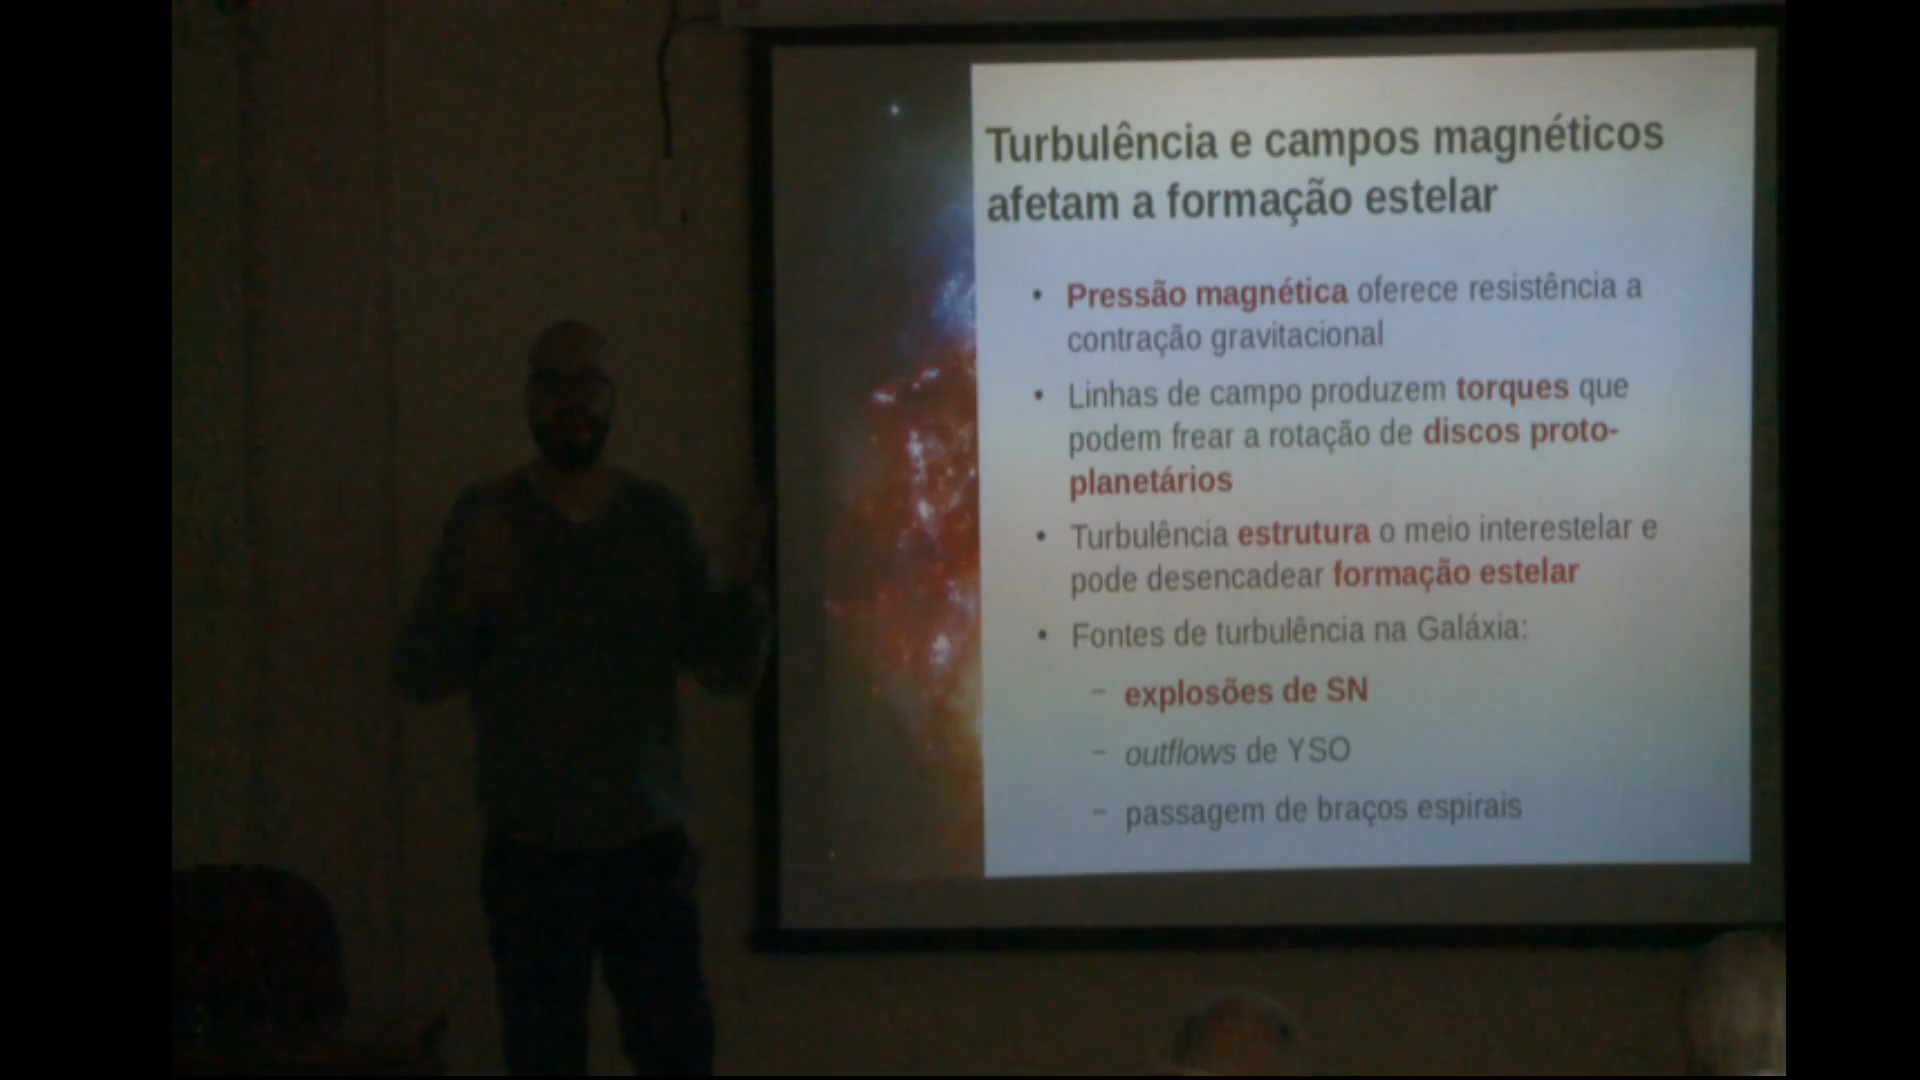 Turbulência e campos magnéticos
afetam a formação estelar
• Pressão magnética oferece resistência a
contração gravitacional
• Linhas de campo produzem torques que
podem frear a rotação de discos proto-
planetários
• Turbulência estrutura o meio interestelar e
pode desencadear formação estelar
• Fontes de turbulência na Galáxia:
– explosões de SN
– outflows de YSO
– passagem de braços espirais